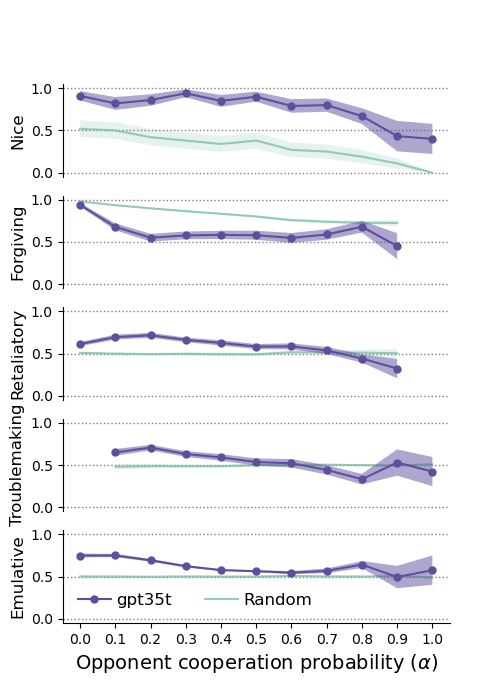 1.0
Nice
0.5
0.0
1.0
Forgiving
0.5
0.0
1.0
Retaliatory
0.5
0.0
1.0
Troublemaking
0.5
0.0
1.0
Emulative
0.5
gpt35t Random
0.0
0.0 0.1 0.2 0.3 0.4 0.5 0.6 0.7 0.8 0.9 1.0
Opponent cooperation probability (α)